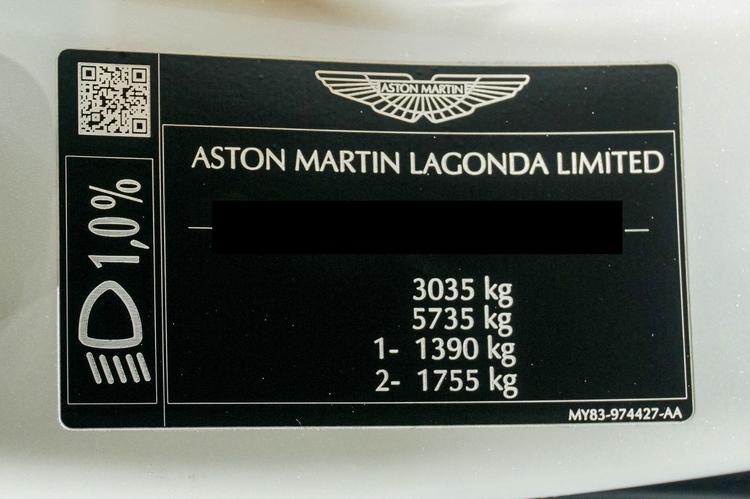 ASTON MARTIN
ASTON MARTIN LAGONDA LIMITED
1,0%
3035 kg
5735 kg
1- 1390 kg
2- 1755 kg
MY83-974427-AA